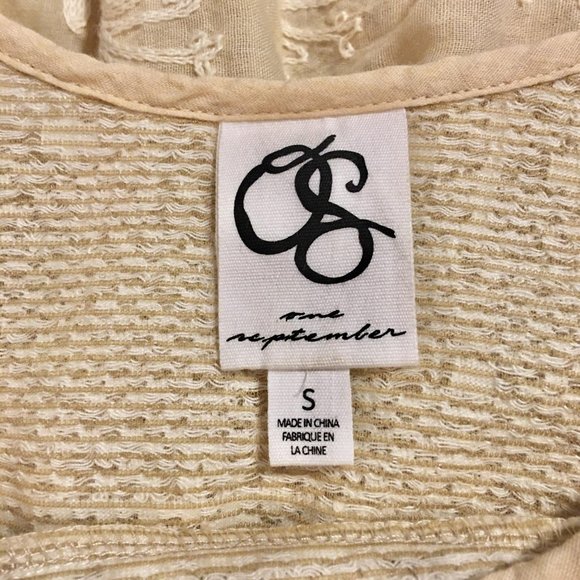 OS
one
september
S
MADE IN CHINA
FABRIQUE EN
LA CHINE